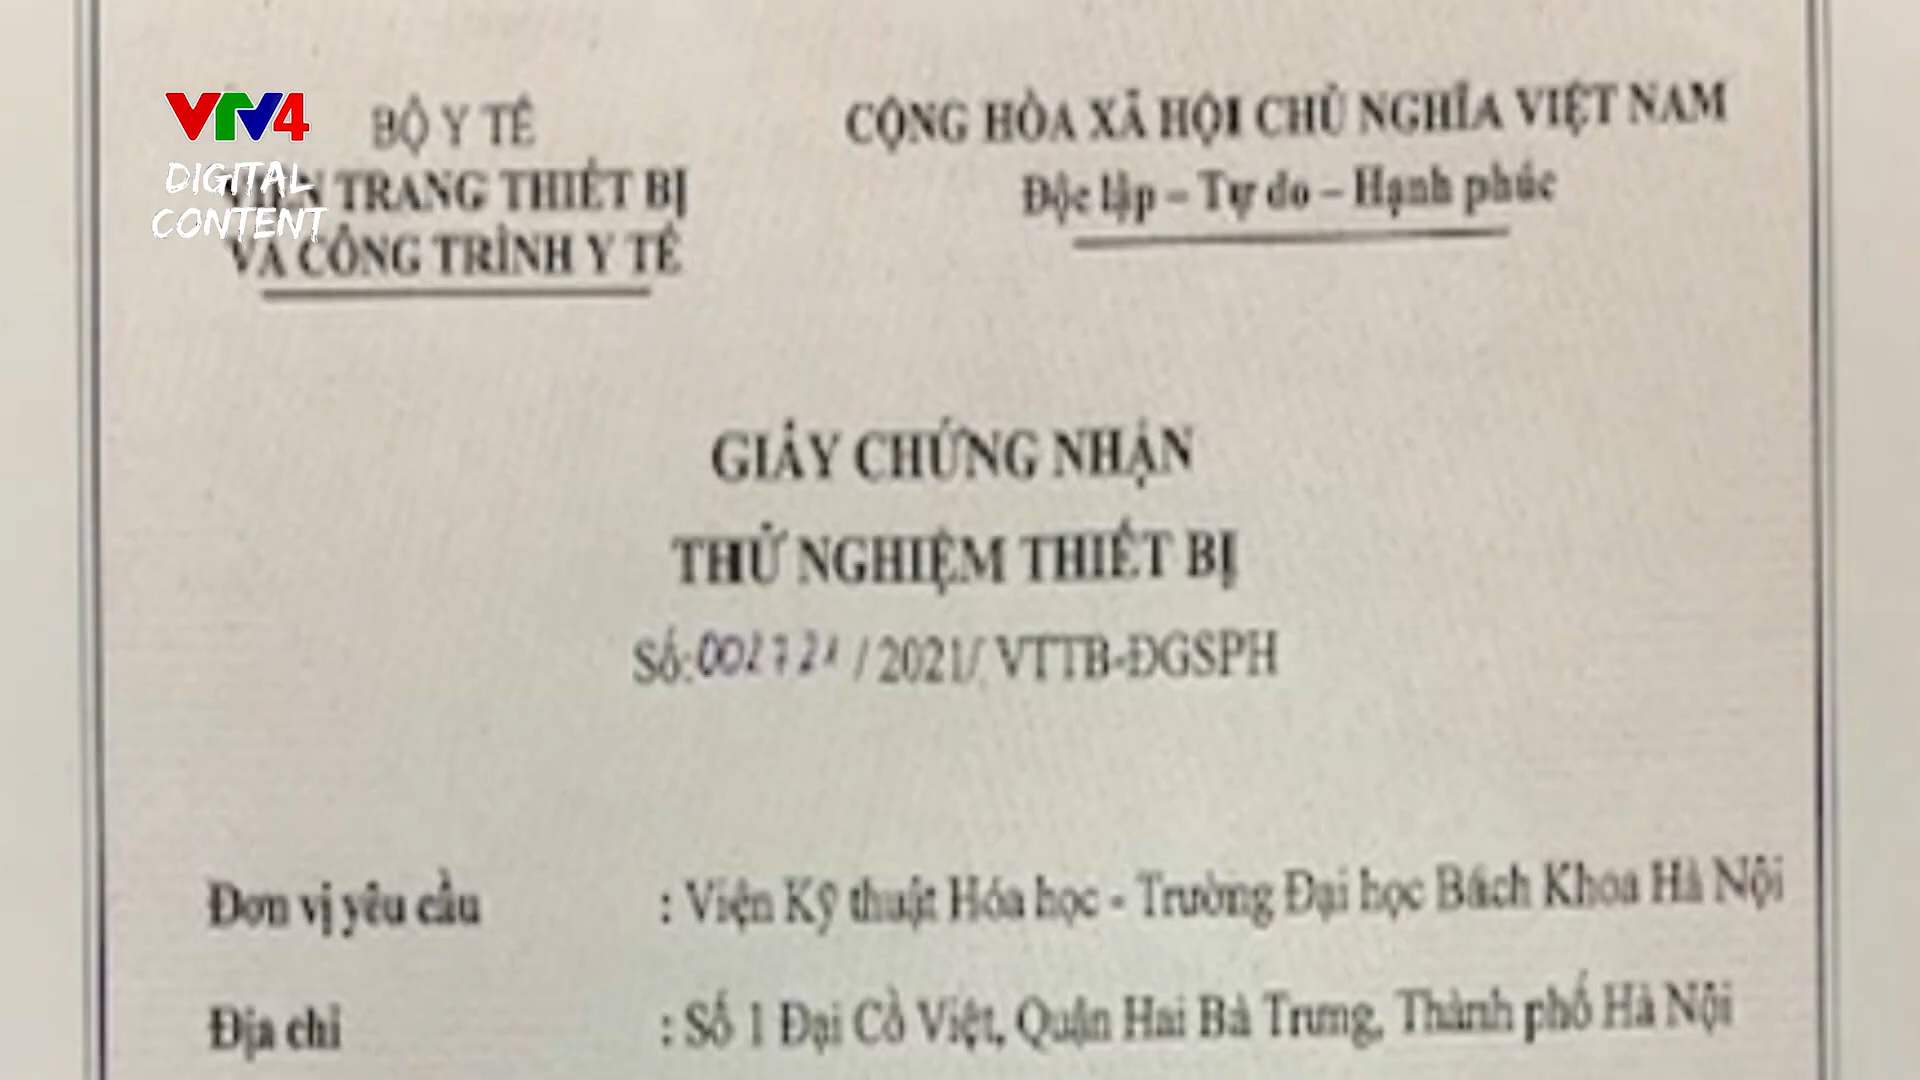 VTV4
DIGITAL
CONTENT
BỘ Y TẾ
VIỆN TRANG THIẾT BỊ
VÀ CÔNG TRÌNH Y TẾ
CỘNG HÒA XÃ HỘI CHỦ NGHĨA VIỆT NAM
Độc lập – Tự do – Hạnh phúc
GIẤY CHỨNG NHẬN
THỬ NGHIỆM THIẾT BỊ
Số: /2021/ VTTB-ĐGSPH
Đơn vị yêu cầu : Viện Kỹ thuật Hóa học - Trường Đại học Bách Khoa Hà Nội
Địa chỉ : Số 1 Đại Cồ Việt, Quận Hai Bà Trưng, Thành phố Hà Nội